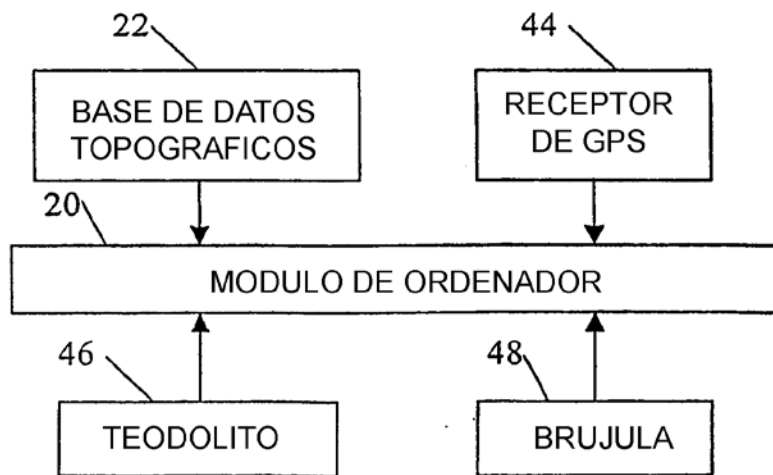 22
44
BASE DE DATOS
TOPOGRAFICOS
RECEPTOR
DE GPS
20
MODULO DE ORDENADOR
46
48
TEODOLITO
BRUJULA